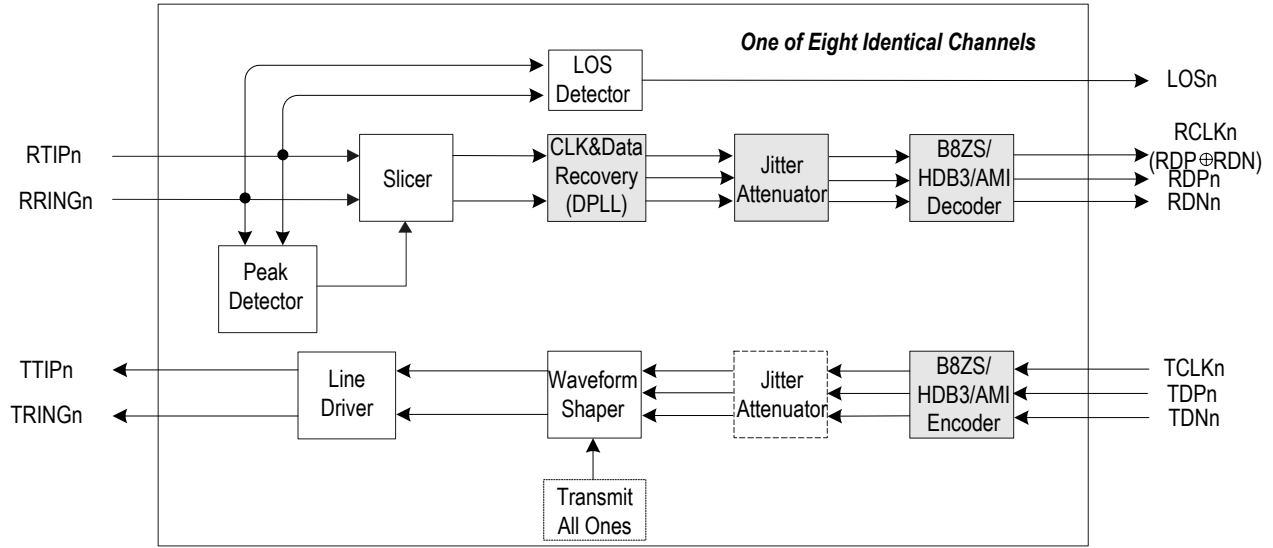 One of Eight Identical Channels
LOS
Detector
LOSn
RTIPn
RRINGn
Slicer
CLK&Data
Recovery
(DPLL)
Jitter
Attenuator
B8ZS/
HDB3/AMI
Decoder
RCLKn
(RDP⊕RDN)
RDPn
RDNn
Peak
Detector
TTIPn
TRINGn
Line
Driver
Waveform
Shaper
Jitter
Attenuator
B8ZS/
HDB3/AMI
Encoder
TCLKn
TDPn
TDNn
Transmit
All Ones